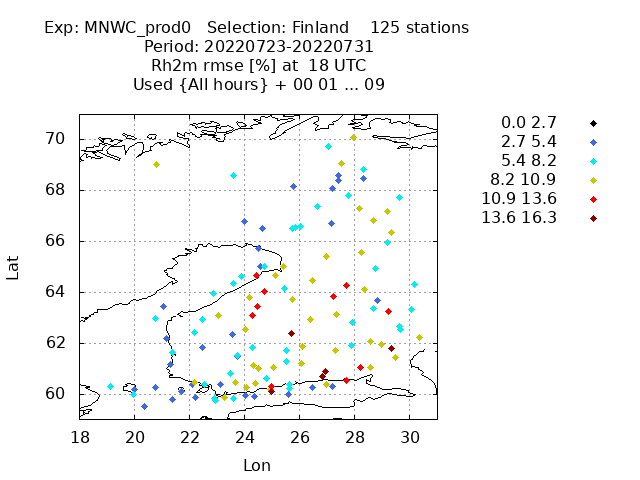 Exp: MNWC_prod0   Selection: Finland    125 stations
Period: 20220723-20220731
Rh2m rmse [%] at  18 UTC
Used {All hours} + 00 01 ... 09
0.0 2.7
2.7 5.4
5.4 8.2
8.2 10.9
10.9 13.6
13.6 16.3
Lat
70
68
66
64
62
60
18 20 22 24 26 28 30
Lon